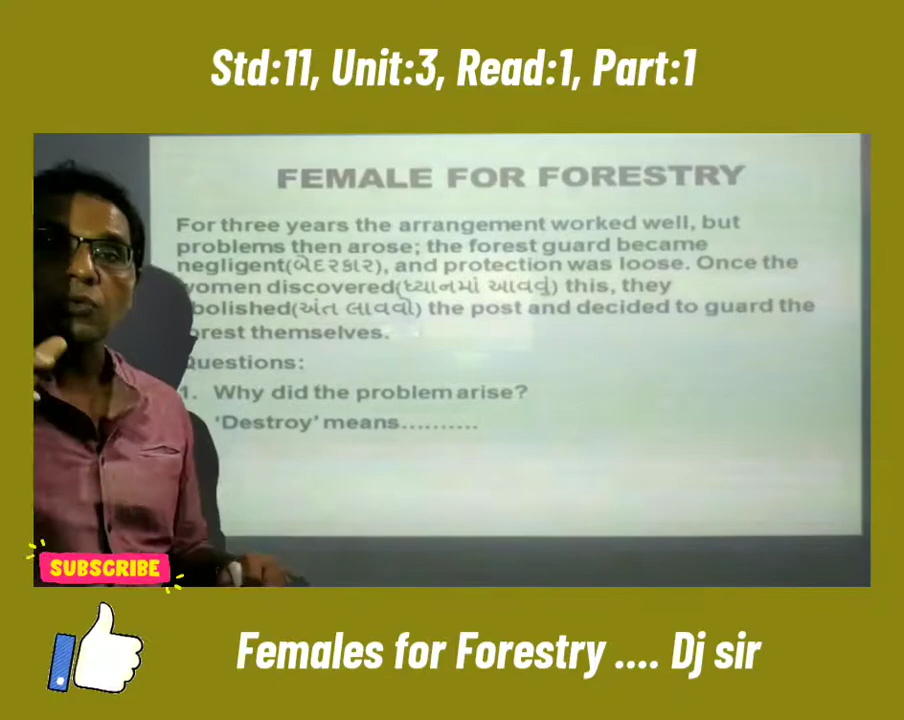 Std:11, Unit:3, Read:1, Part:1
FEMALE FOR FORESTRY
For three years the arrangement worked well, but
problems then arose; the forest guard became
negligent(બેદરકાર), and protection was loose. Once the
women discovered(ધ્યાનમાં આવવું) this, they
bolished(અંત લાવવો) the post and decided to guard the
orest themselves.
Questions:
1. Why did the problem arise?
'Destroy' means..........
SUBSCRIBE
Females for Forestry .... Dj sir